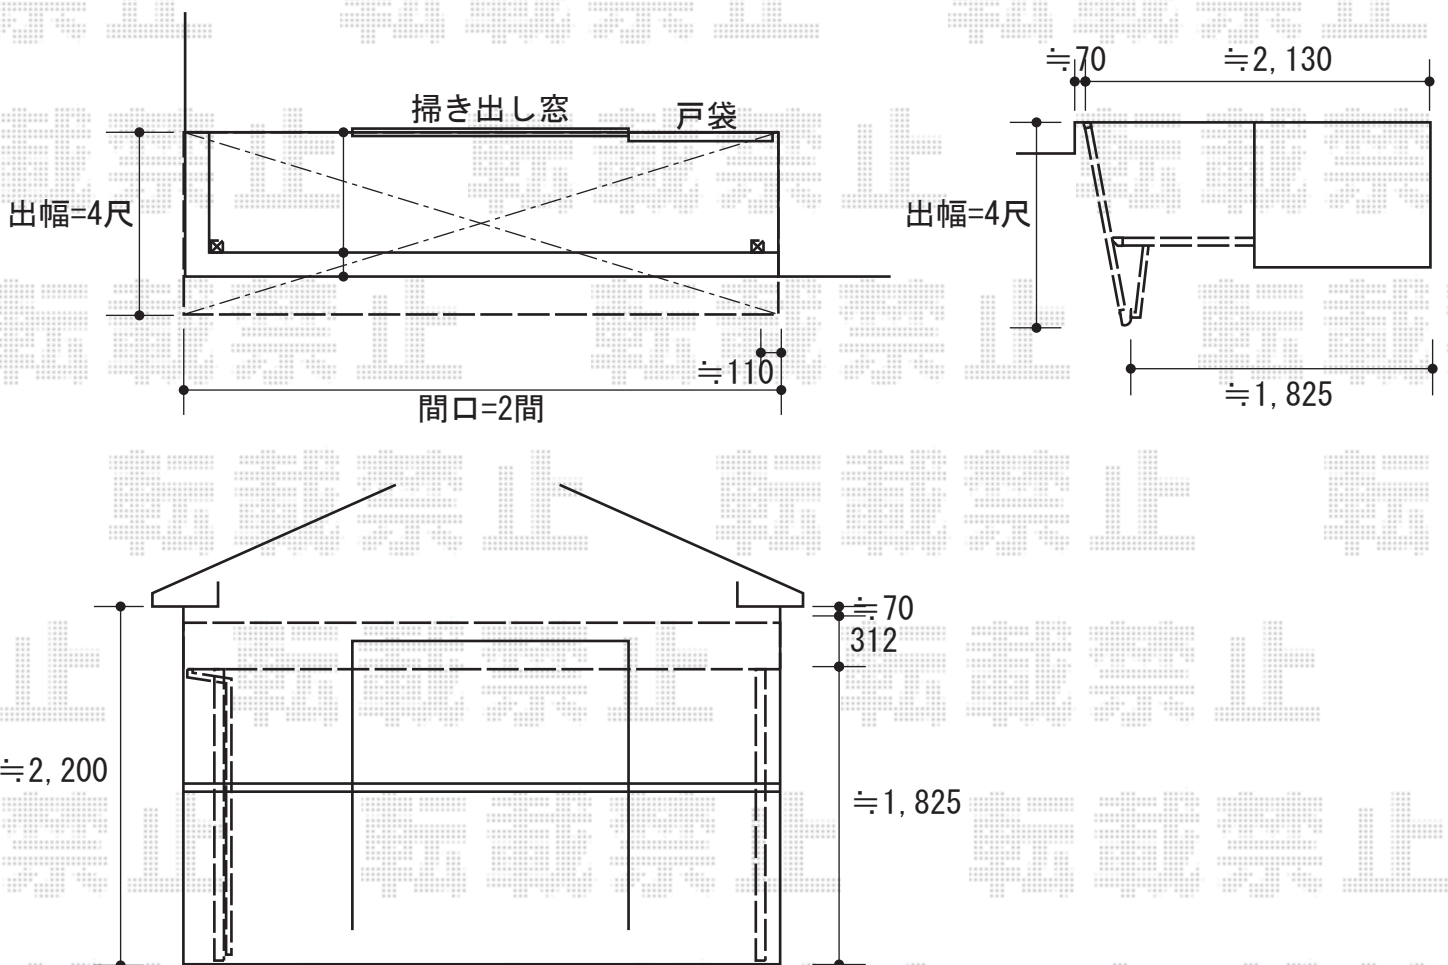 掃き出し窓
戸袋
出幅=4尺
≒110
間口=2間
≒70
≒2,130
出幅=4尺
≒1,825
≒70
312
≒2,200
≒1,825
転載禁止